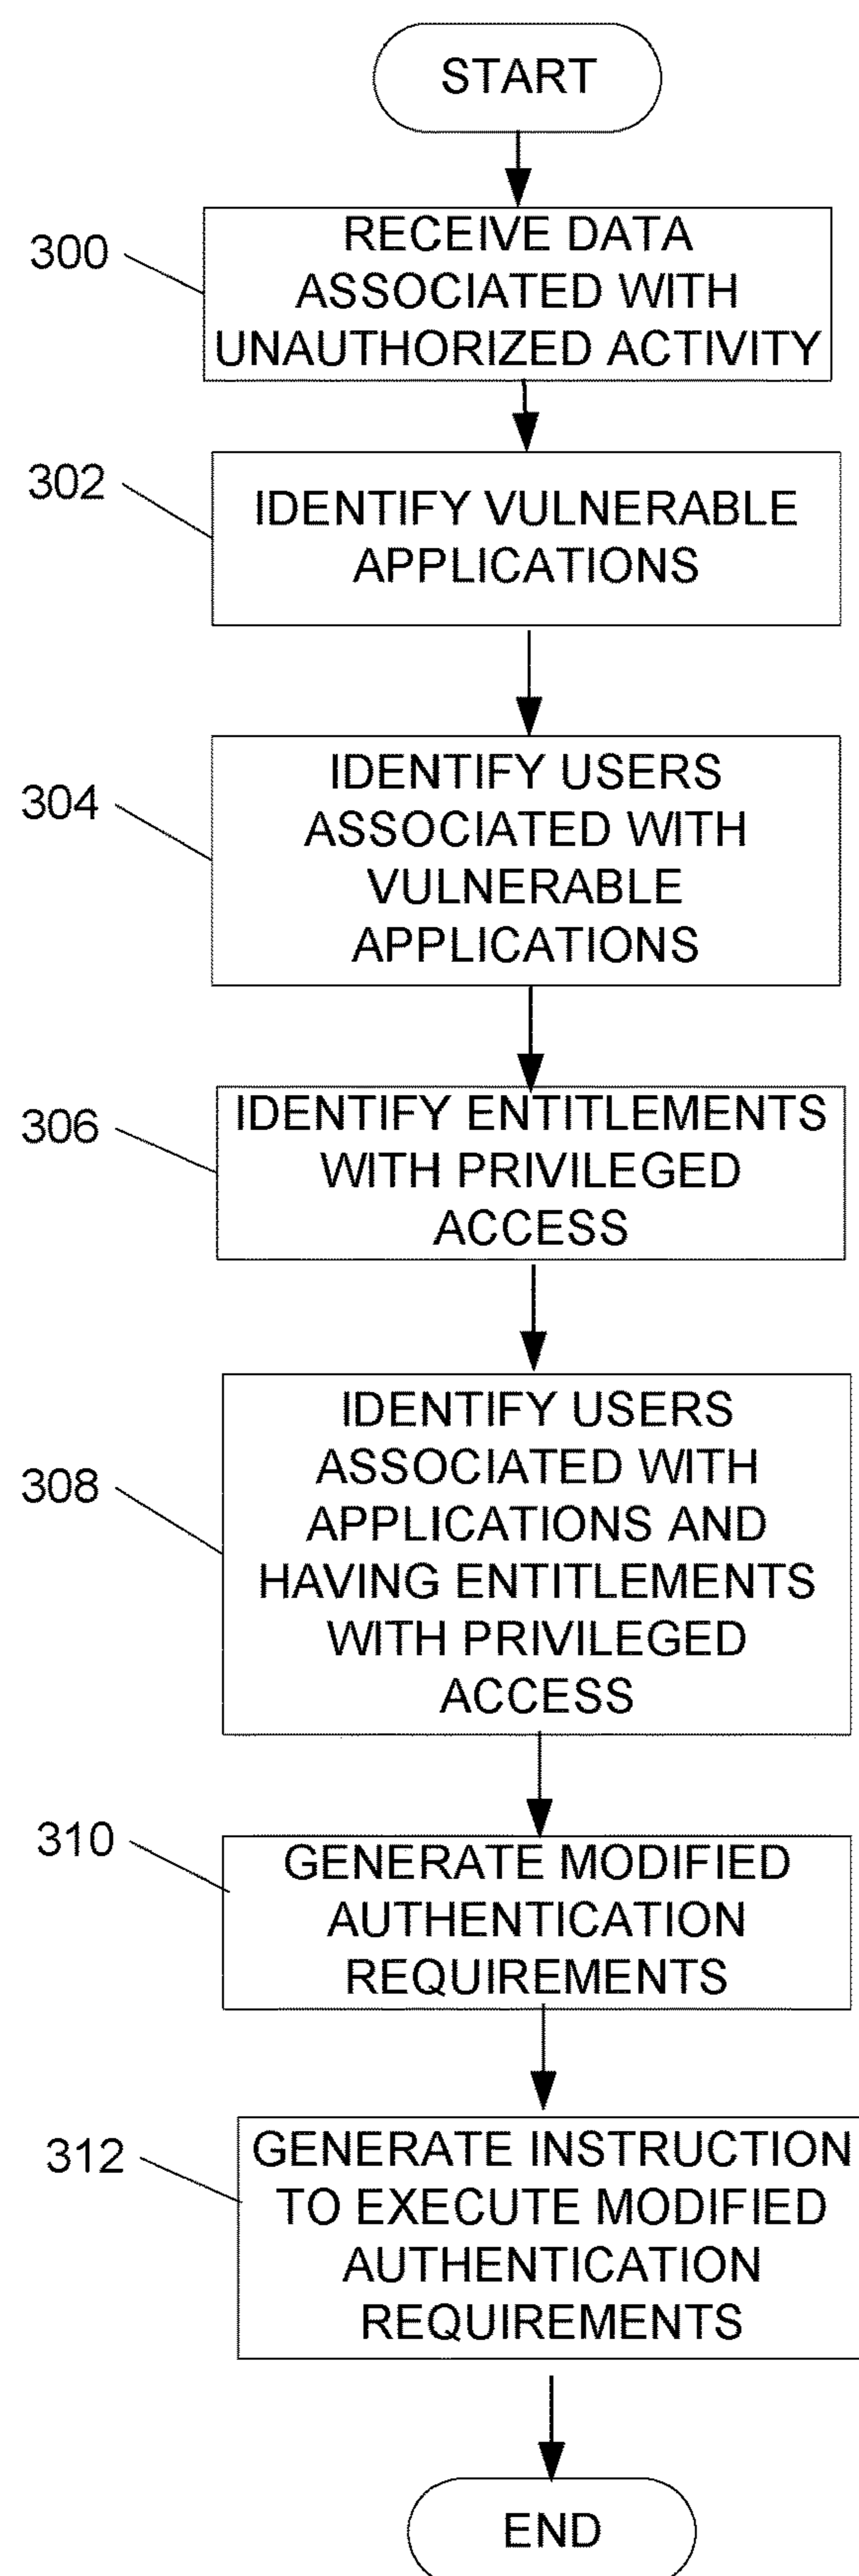 START
300
RECEIVE DATA
ASSOCIATED WITH
UNAUTHORIZED ACTIVITY
302
IDENTIFY VULNERABLE
APPLICATIONS
304
IDENTIFY USERS
ASSOCIATED WITH
VULNERABLE
APPLICATIONS
306
IDENTIFY ENTITLEMENTS
WITH PRIVILEGED
ACCESS
308
IDENTIFY USERS
ASSOCIATED WITH
APPLICATIONS AND
HAVING ENTITLEMENTS
WITH PRIVILEGED
ACCESS
310
GENERATE MODIFIED
AUTHENTICATION
REQUIREMENTS
312
GENERATE INSTRUCTION
TO EXECUTE MODIFIED
AUTHENTICATION
REQUIREMENTS
END